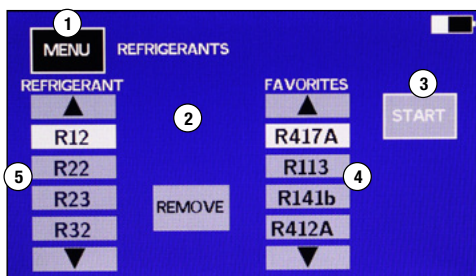 1
MENU REFRIGERANTS
REFRIGERANT FAVORITES
3
2
START
R12 R417A
R22 R113
5 4
R23 REMOVE R141b
R32 R412A